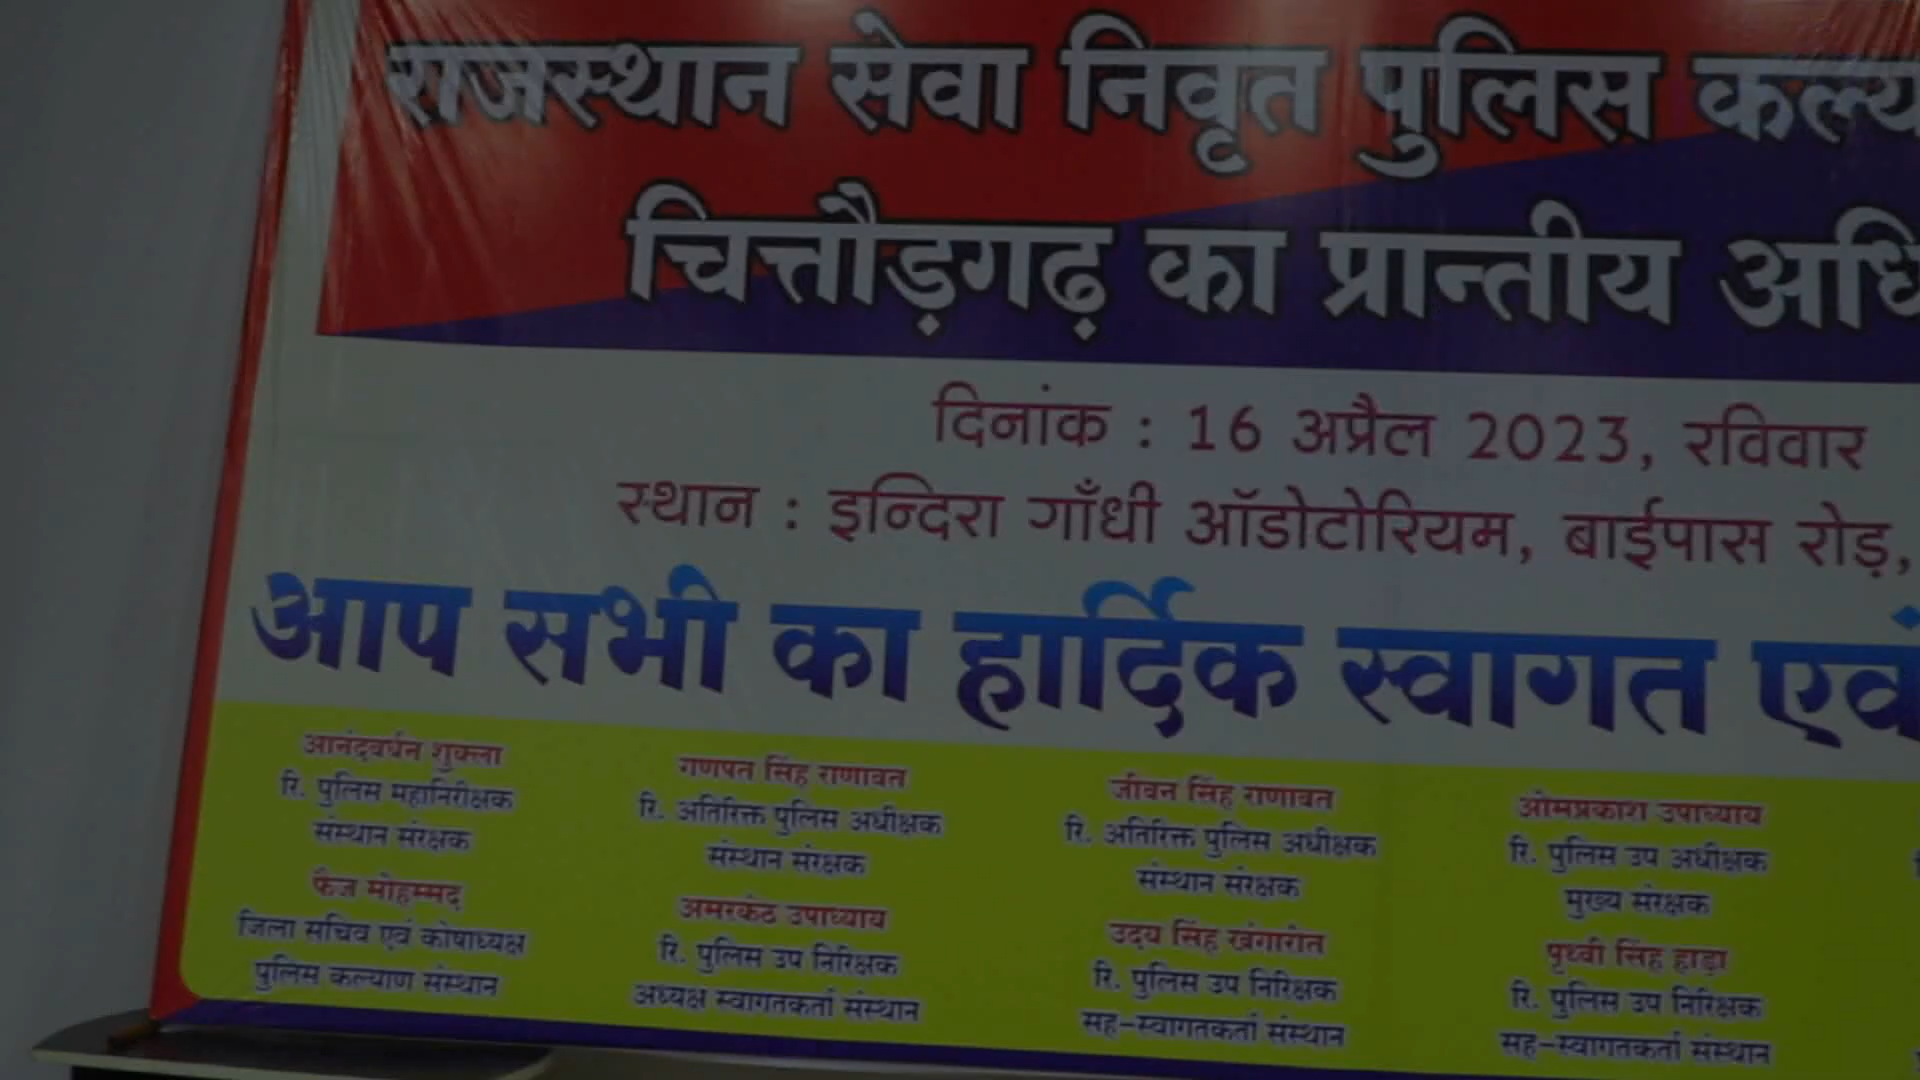 राजस्थान सेवा निवृत पुलिस कल्य
चित्तौड़गढ़ का प्रान्तीय अधि
दिनांक : 16 अप्रैल 2023, रविवार
स्थान : इन्दिरा गाँधी ऑडोटोरियम, बाईपास रोड़,
आप सभी का हार्दिक स्वागत एवं
आनंदवर्धन शुक्ला
रि. पुलिस महानिरीक्षक
संस्थान संरक्षक
फैज मोहम्मद
जिला सचिव एवं कोषाध्यक्ष
पुलिस कल्याण संस्थान
गणपत सिंह राणावत
रि. अतिरिक्त पुलिस अधीक्षक
संस्थान संरक्षक
अमरकंठ उपाध्याय
रि. पुलिस उप निरिक्षक
अध्यक्ष स्वागतकर्ता संस्थान
जीवन सिंह राणावत
रि. अतिरिक्त पुलिस अधीक्षक
संस्थान संरक्षक
उदय सिंह खंगारोत
रि. पुलिस उप निरिक्षक
सह-स्वागतकर्ता संस्थान
ओमप्रकाश उपाध्याय
रि. पुलिस उप अधीक्षक
मुख्य संरक्षक
पृथ्वी सिंह हाड़ा
रि. पुलिस उप निरिक्षक
सह-स्वागतकर्ता संस्थान